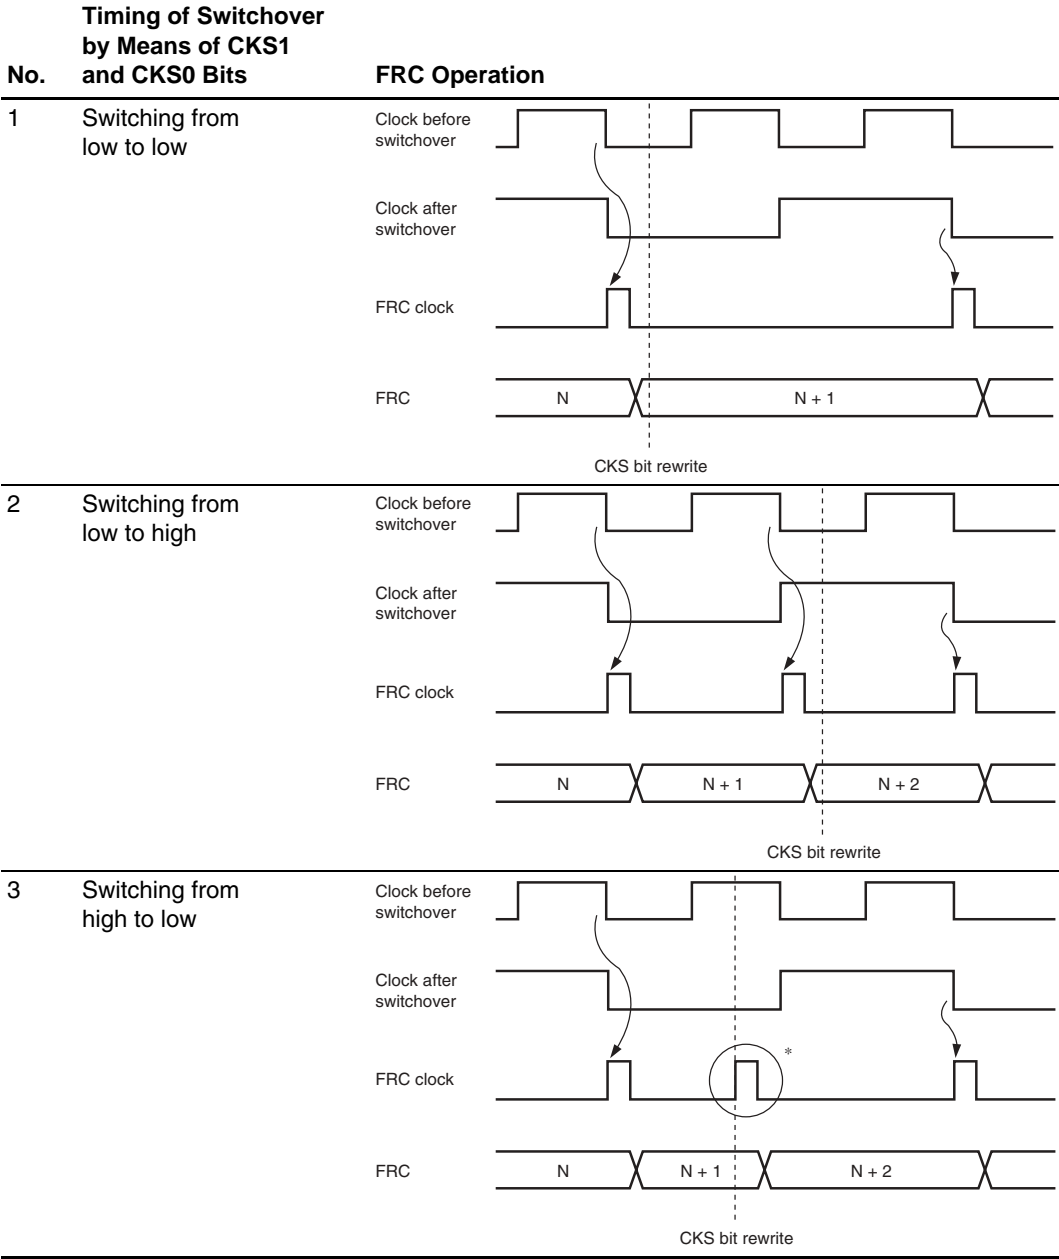 Timing of Switchover
by Means of CKS1
No. and CKS0 Bits FRC Operation
1 Switching from
low to low
Clock before
switchover
Clock after
switchover
FRC clock
FRC N N + 1
CKS bit rewrite
2 Switching from
low to high
Clock before
switchover
Clock after
switchover
FRC clock
FRC N N + 1 N + 2
CKS bit rewrite
3 Switching from
high to low
Clock before
switchover
Clock after
switchover
*
FRC clock
FRC N N + 1 N + 2
CKS bit rewrite